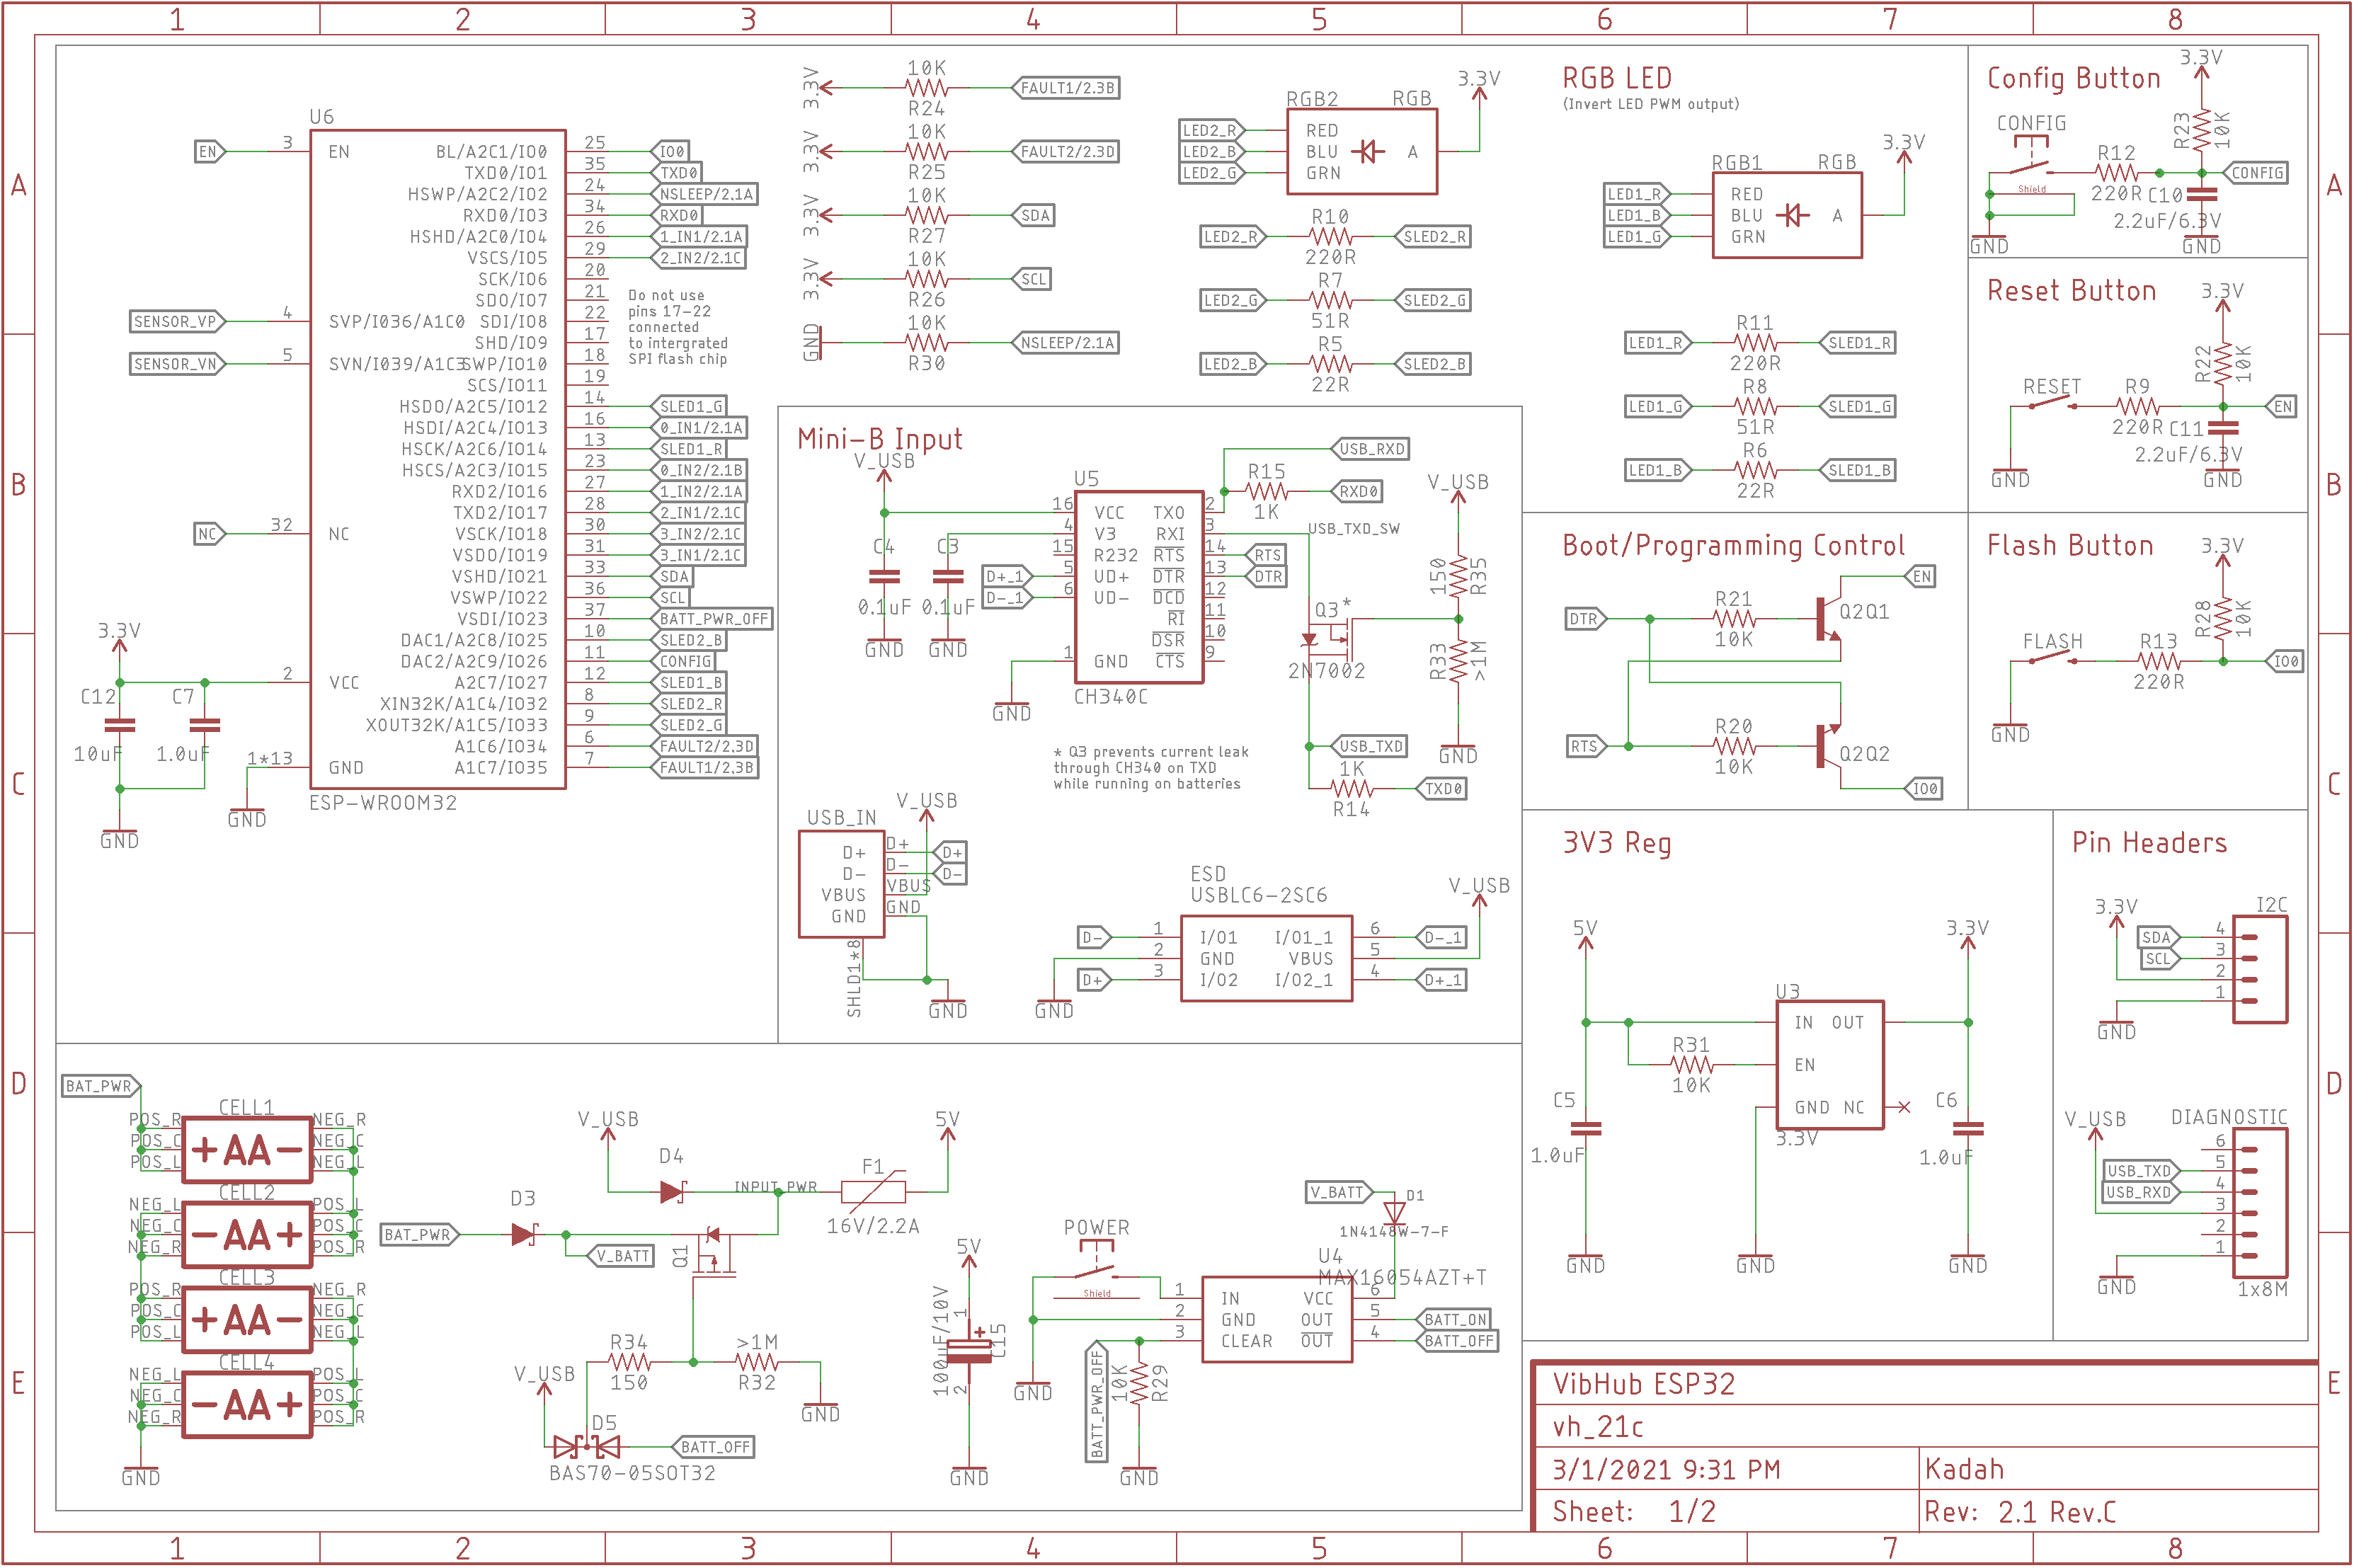 1 2 3 4 5 6 7 8
A
B
C
D
E
A
B
C
D
E
U6
EN
3
EN
SENSOR_VP
4
SVP/I036/A1C0
SENSOR_VN
5
SVN/I039/A1C3
NC
32
NC
3.3V
2
VCC
C12
C7
10uF
1.0uF
1*13
GND
GND
GND
ESP-WROOM32
BL/A2C1/IO0 25 IO0
TXD0/IO1 35 TXD0
HSWP/A2C2/IO2 24 NSLEEP/2.1A
RXD0/IO3 34 RXD0
HSHD/A2C0/IO4 26 1_IN1/2.1A
VSCS/IO5 29 2_IN2/2.1C
SCK/IO6 20
SDO/IO7 21
SDI/IO8 22
SHD/IO9 17
SWP/IO10 18
SCS/IO11 19
HSDO/A2C5/IO12 14 SLED1_G
HSDI/A2C4/IO13 16 0_IN1/2.1A
HSCK/A2C6/IO14 13 SLED1_R
HSCS/A2C3/IO15 23 0_IN2/2.1B
RXD2/IO16 27 1_IN2/2.1A
TXD2/IO17 28 2_IN1/2.1C
VSCK/IO18 30 3_IN2/2.1C
VSDO/IO19 31 3_IN1/2.1C
VSHD/IO21 33 SDA
VSWP/IO22 36 SCL
VSDI/IO23 37 BATT_PWR_OFF
DAC1/A2C8/IO25 10 SLED2_B
DAC2/A2C9/IO26 11 CONFIG
A2C7/IO27 12 SLED1_B
XIN32K/A1C4/IO32 8 SLED2_R
XOUT32K/A1C5/IO33 9 SLED2_G
A1C6/IO34 6 FAULT2/2.3D
A1C7/IO35 7 FAULT1/2.3B
Do not use
pins 17-22
connected
to intergrated
SPI flash chip
3.3V 10K R24 FAULT1/2.3B
3.3V 10K R25 FAULT2/2.3D
3.3V 10K R27 SDA
3.3V 10K R26 SCL
GND 10K R30 NSLEEP/2.1A
RGB2 RGB
3.3V
LED2_R RED
LED2_B BLU A
LED2_G GRN
LED2_R R10 220R SLED2_R
LED2_G R7 51R SLED2_G
LED2_B R5 22R SLED2_B
RGB LED
(Invert LED PWM output)
RGB1 RGB
3.3V
LED1_R RED
LED1_B BLU A
LED1_G GRN
LED1_R R11 220R SLED1_R
LED1_G R8 51R SLED1_G
LED1_B R6 22R SLED1_B
Config Button
3.3V
CONFIG
R23 10K
R12
220R
Shield
C10
2.2uF/6.3V
CONFIG
GND
GND
Reset Button
3.3V
R22 10K
RESET
R9
220R
C11
2.2uF/6.3V
EN
GND
GND
Flash Button
3.3V
R28 10K
FLASH
R13
220R
IO0
GND
Mini-B Input
V_USB
C4
C3
0.1uF
0.1uF
GND
GND
U5
16 VCC TXO 2
4 V3 RXI 3
15 R232 RTS 14 RTS
D+_1 5 UD+ DTR 13 DTR
D-_1 6 UD- DCD 12
RI 11
DSR 10
1 GND CTS 9
CH340C
GND
USB_RXD
R15
1K
RXD0
USB_TXD_SW
V_USB
150 R35
Q3*
2N7002
R33 >1M
GND
USB_TXD
1K
R14
TXD0
* Q3 prevents current leak
through CH340 on TXD
while running on batteries
USB_IN
V_USB
D+ D+ D+
D- D- D-
VBUS VBUS
GND GND
SHLD1*8
GND
ESD
USBLC6-2SC6
V_USB
D- 1 I/O1 I/O1_1 6 D-_1
2 GND VBUS 5
D+ 3 I/O2 I/O2_1 4 D+_1
GND
Boot/Programming Control
EN
DTR
R21
10K
Q2Q1
RTS
R20
10K
Q2Q2
IO0
3V3 Reg
5V
3.3V
U3
IN OUT
R31
10K
EN
GND NC
3.3V
C5
1.0uF
C6
1.0uF
GND
GND
GND
Pin Headers
I2C
3.3V
SDA 4
SCL 3
2
1
GND
DIAGNOSTIC
V_USB
6
USB_TXD 5
USB_RXD 4
3
2
1
GND
1x8M
BAT_PWR
CELL1
POS_R NEG_R
POS_C +AA- NEG_C
POS_L NEG_L
CELL2
NEG_L POS_L
NEG_C -AA+ POS_C
NEG_R POS_R
CELL3
POS_R NEG_R
POS_C +AA- NEG_C
POS_L NEG_L
CELL4
NEG_L POS_L
NEG_C -AA+ POS_C
NEG_R POS_R
GND
V_USB
D4
INPUT_PWR
F1
16V/2.2A
5V
D3
BAT_PWR
V_BATT
Q1
R34
150
>1M
R32
GND
V_USB
D5
BATT_OFF
BAS70-05SOT32
5V
100uF/10V
1
+
C15
2
GND
POWER
Shield
GND
V_BATT
D1
1N4148W-7-F
U4
MAX16054AZT+T
1 IN VCC 6
2 GND OUT 5 BATT_ON
3 CLEAR OUT 4 BATT_OFF
BATT_PWR_OFF
10K R29
GND
VibHub ESP32
vh_21c
3/1/2021 9:31 PM
Kadah
Sheet: 1/2
Rev: 2.1 Rev.C
1 2 3 4 5 6 7 8